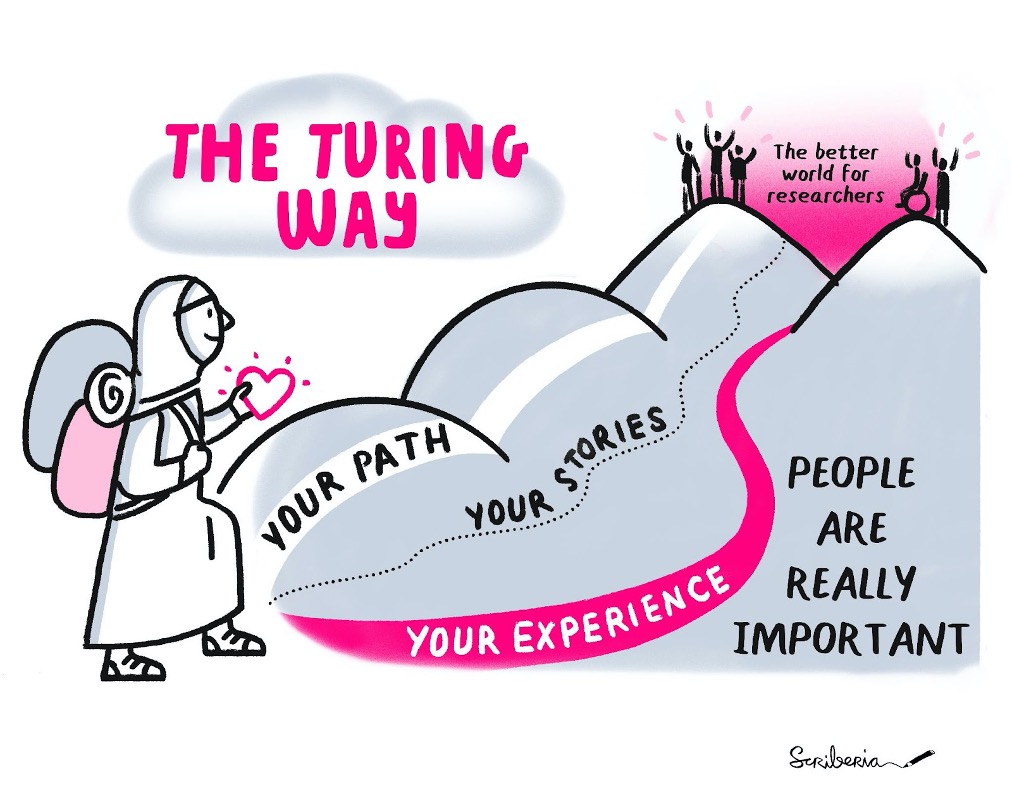 THE TURING
WAY
The better
world for
researchers
YOUR PATH
YOUR STORIES
YOUR EXPERIENCE
PEOPLE
ARE
REALLY
IMPORTANT
Scriberia